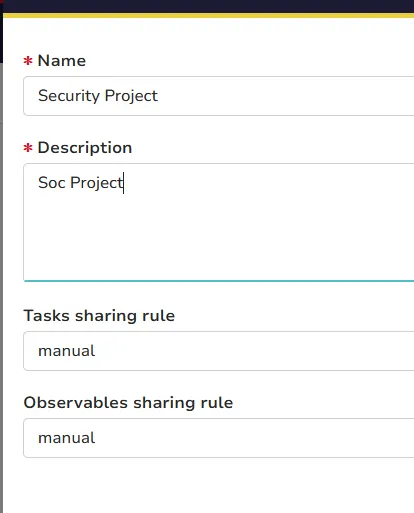 * Name
Security Project
* Description
Soc Project
Tasks sharing rule
manual
Observables sharing rule
manual